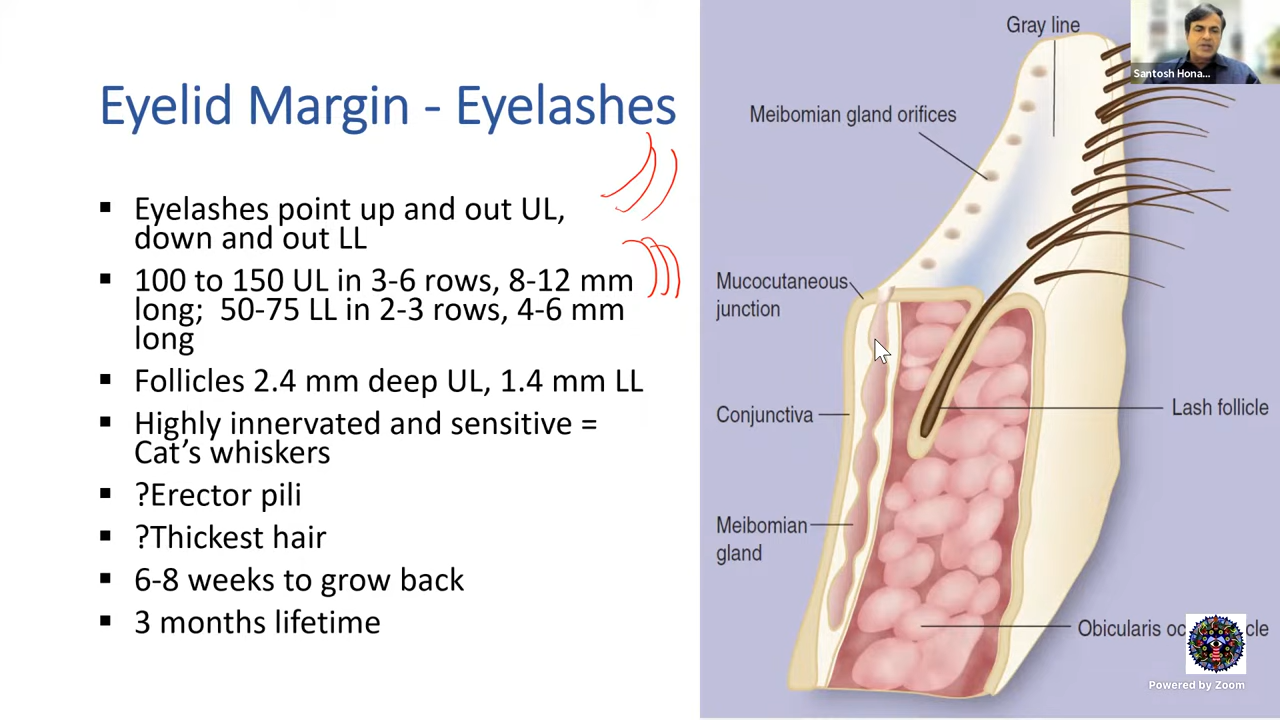 Eyelid Margin - Eyelashes
▪ Eyelashes point up and out UL,
down and out LL
▪ 100 to 150 UL in 3-6 rows, 8-12 mm
long;  50-75 LL in 2-3 rows, 4-6 mm
long
▪ Follicles 2.4 mm deep UL, 1.4 mm LL
▪ Highly innervated and sensitive =
Cat's whiskers
▪ ?Erector pili
▪ ?Thickest hair
▪ 6-8 weeks to grow back
▪ 3 months lifetime
Gray line
Santosh Hona...
Meibomian gland orifices
Mucocutaneous
junction
Conjunctiva
Lash follicle
Meibomian
gland
Obicularis
Powered by Zoom